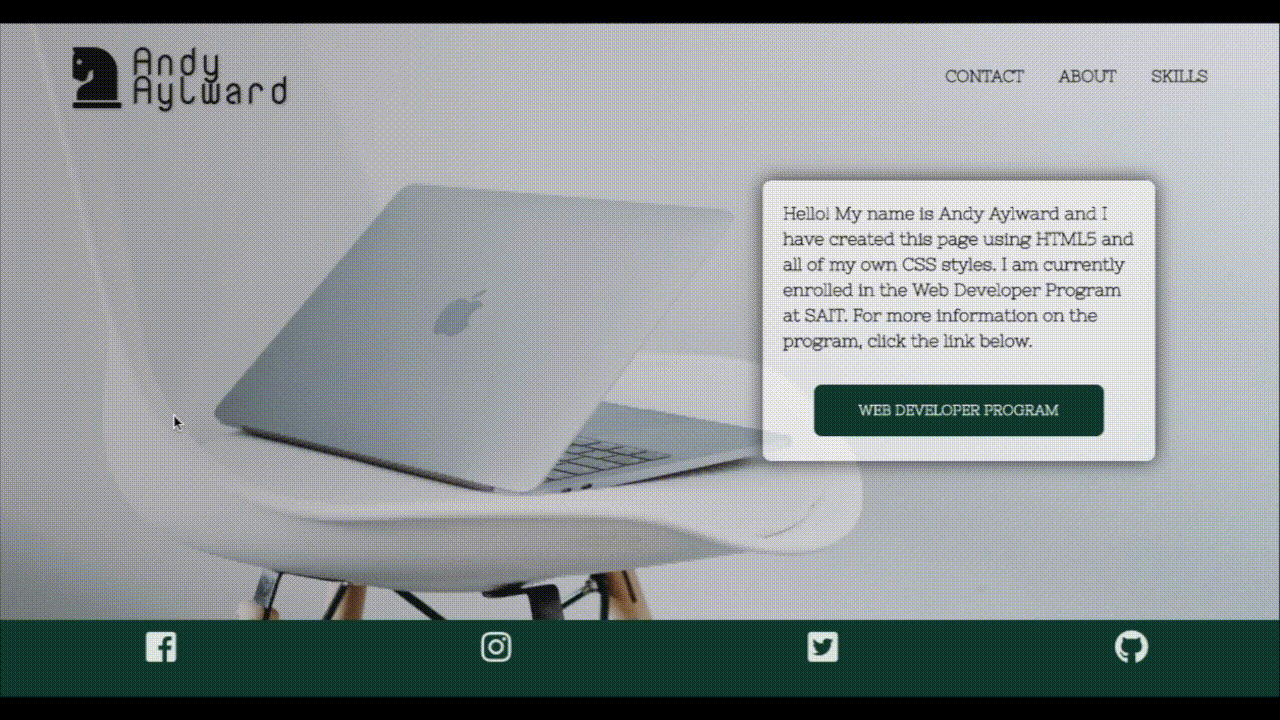 Andy
Aylward
CONTACT ABOUT SKILLS
Hello! My name is Andy Aylward and I
have created this page using HTML5 and
all of my own CSS styles. I am currently
enrolled in the Web Developer Program
at SAIT. For more information on the
program, click the link below.
WEB DEVELOPER PROGRAM